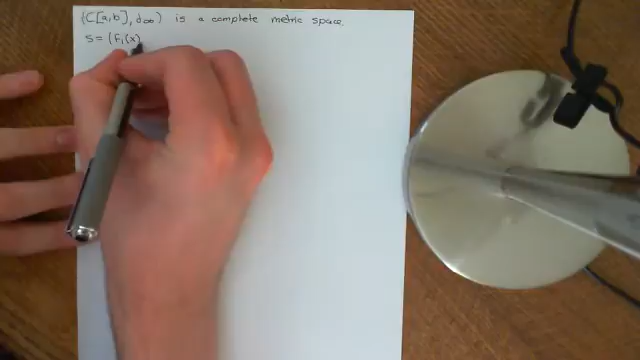 {C[a,b], d∞} is a complete metric space.
S = (F₁(x)